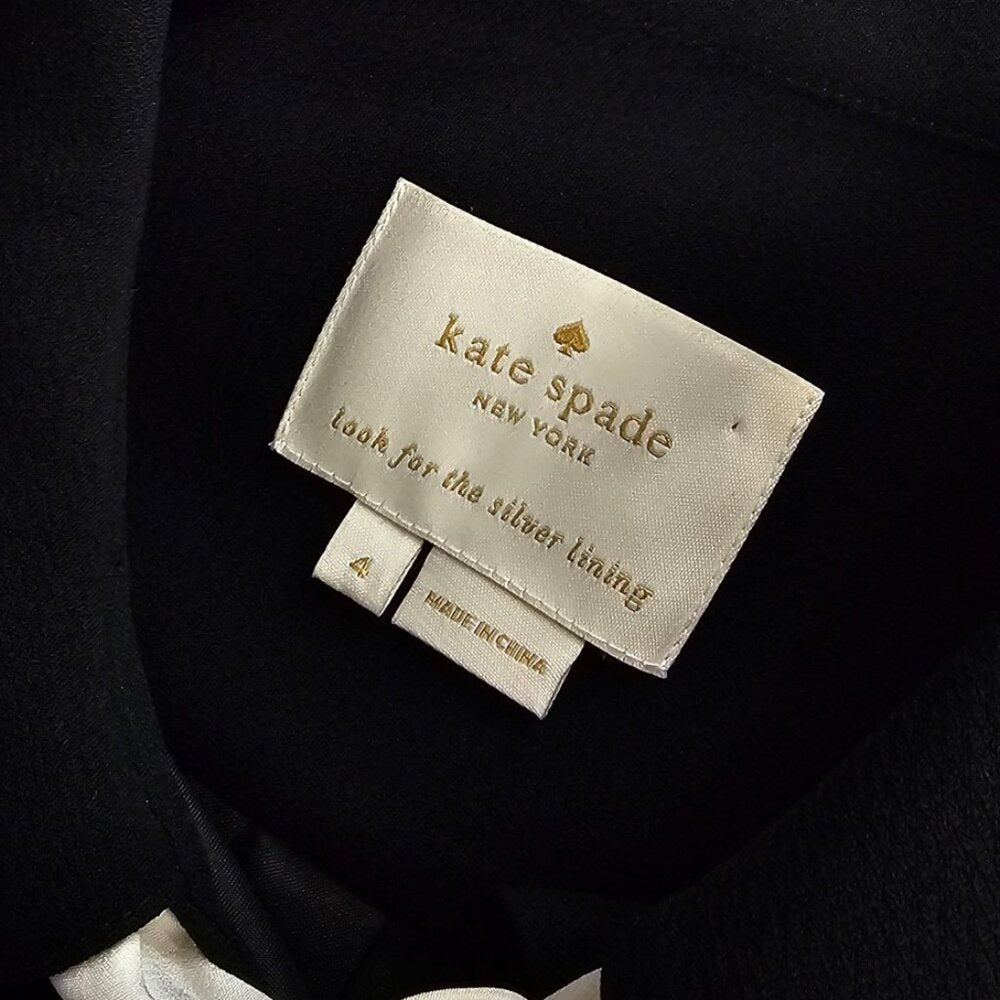 kate spade
NEW YORK
look for the silver lining
4
MADE IN CHINA